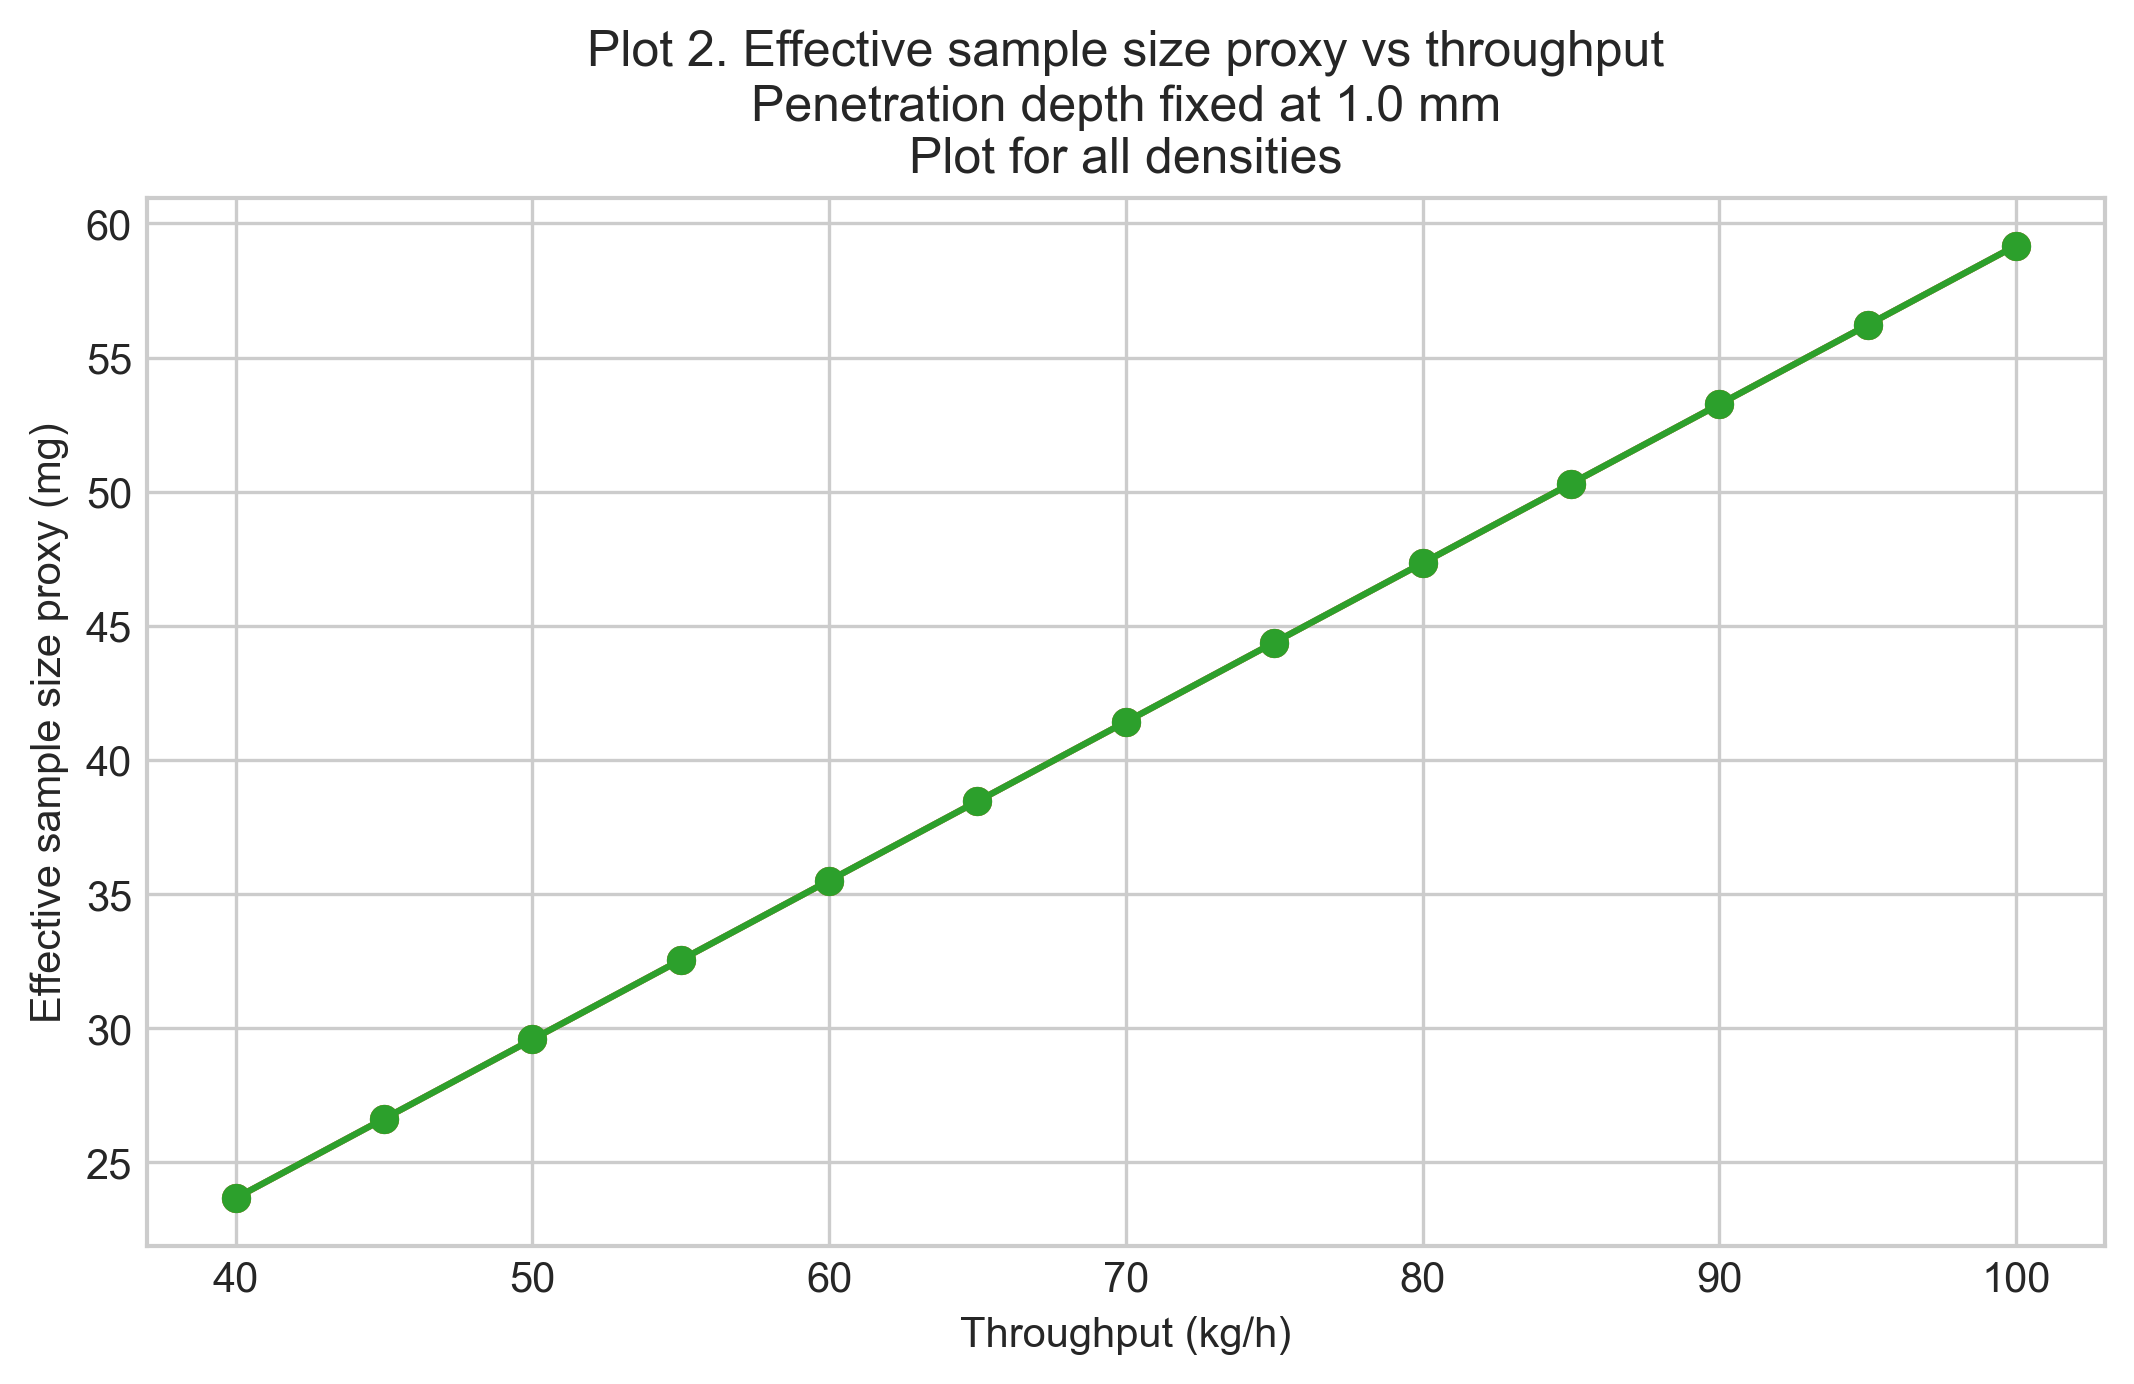 Plot 2. Effective sample size proxy vs throughput
Penetration depth fixed at 1.0 mm
Plot for all densities
Effective sample size proxy (mg)
60
55
50
45
40
35
30
25
40 50 60 70 80 90 100
Throughput (kg/h)